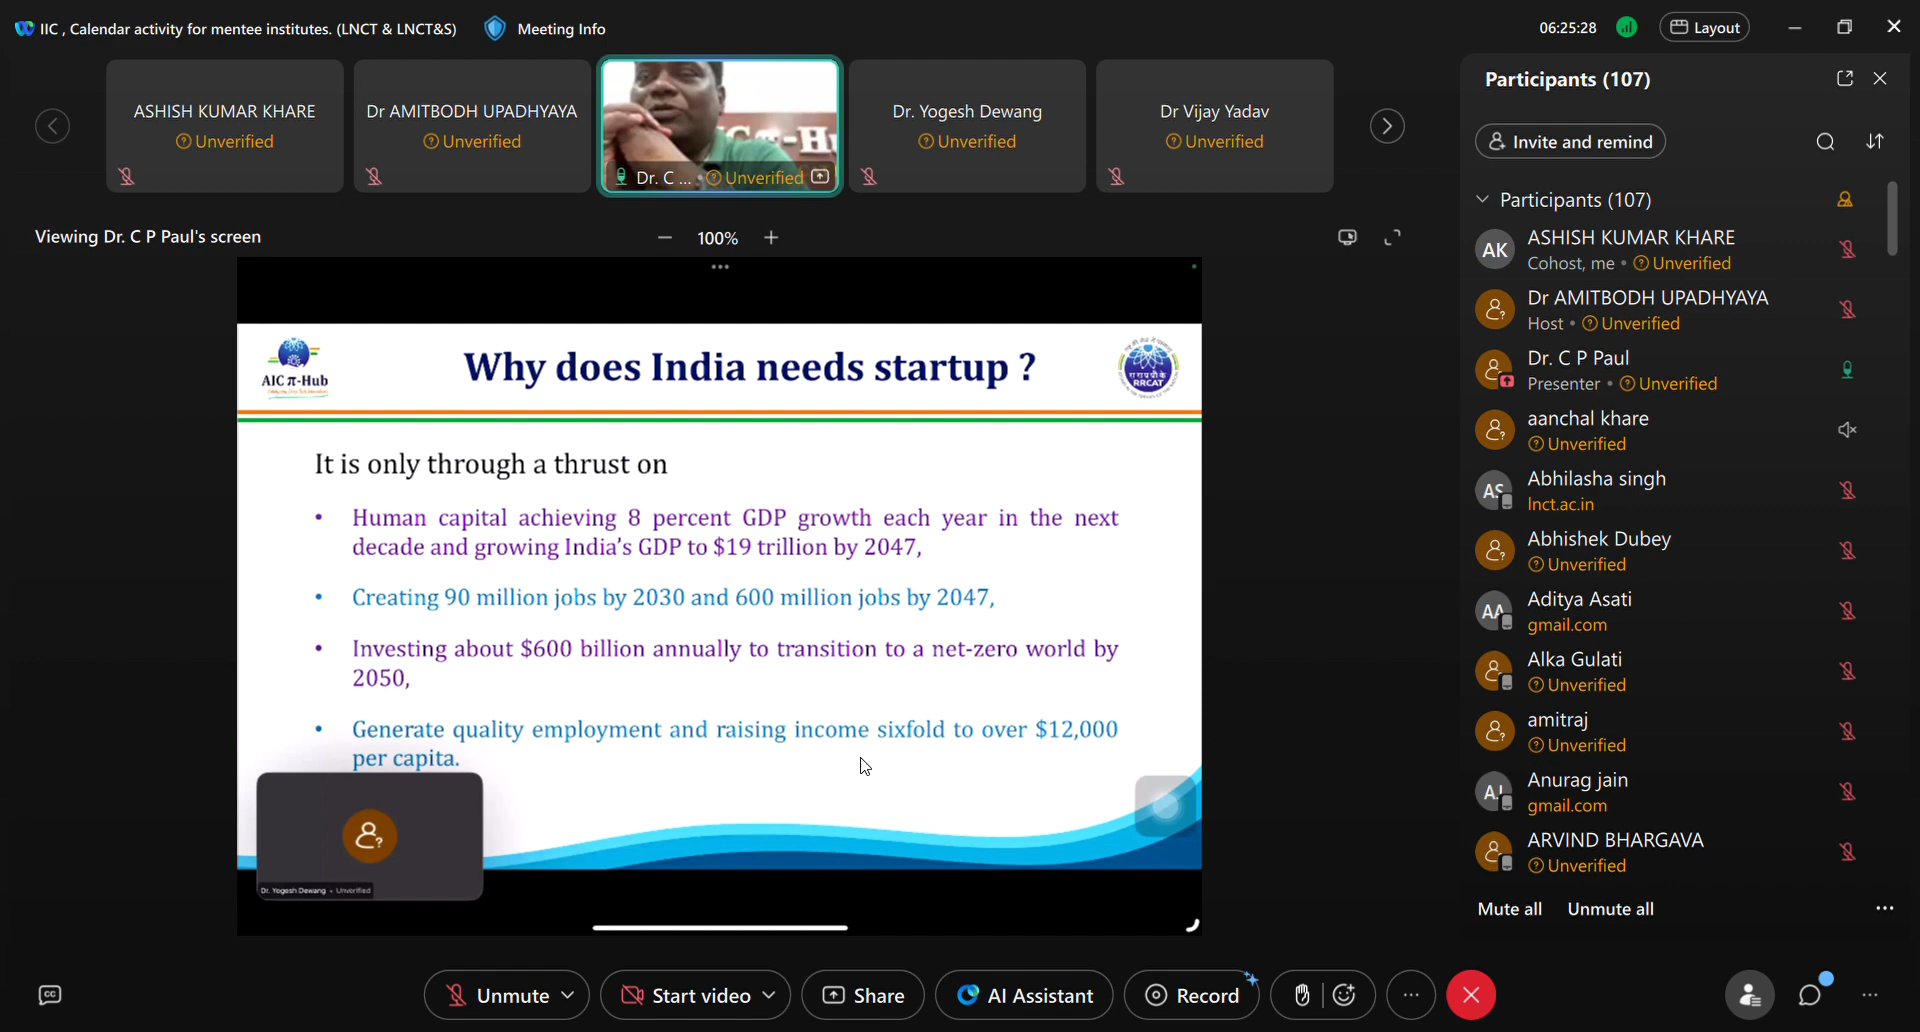 IIC , Calendar activity for mentee institutes. (LNCT & LNCT&S)
Meeting Info
06:25:28
Layout
ASHISH KUMAR KHARE
Unverified
Dr AMITBODH UPADHYAYA
Unverified
Dr. C ...
Unverified
Dr. Yogesh Dewang
Unverified
Dr Vijay Yadav
Unverified
Viewing Dr. C P Paul's screen
100%
AIC π-Hub
Why does India needs startup ?
RRCAT
It is only through a thrust on
• Human capital achieving 8 percent GDP growth each year in the next
decade and growing India's GDP to $19 trillion by 2047,
• Creating 90 million jobs by 2030 and 600 million jobs by 2047,
• Investing about $600 billion annually to transition to a net-zero world by
2050,
• Generate quality employment and raising income sixfold to over $12,000
per capita.
Dr. Yogesh Dewang • Unverified
Participants (107)
Invite and remind
Participants (107)
AK
ASHISH KUMAR KHARE
Cohost, me • Unverified
Dr AMITBODH UPADHYAYA
Host • Unverified
Dr. C P Paul
Presenter • Unverified
aanchal khare
Unverified
AS
Abhilasha singh
lnct.ac.in
Abhishek Dubey
Unverified
AA
Aditya Asati
gmail.com
Alka Gulati
Unverified
amitraj
Unverified
AJ
Anurag jain
gmail.com
ARVIND BHARGAVA
Unverified
Mute all
Unmute all
CC
Unmute
Start video
Share
AI Assistant
Record